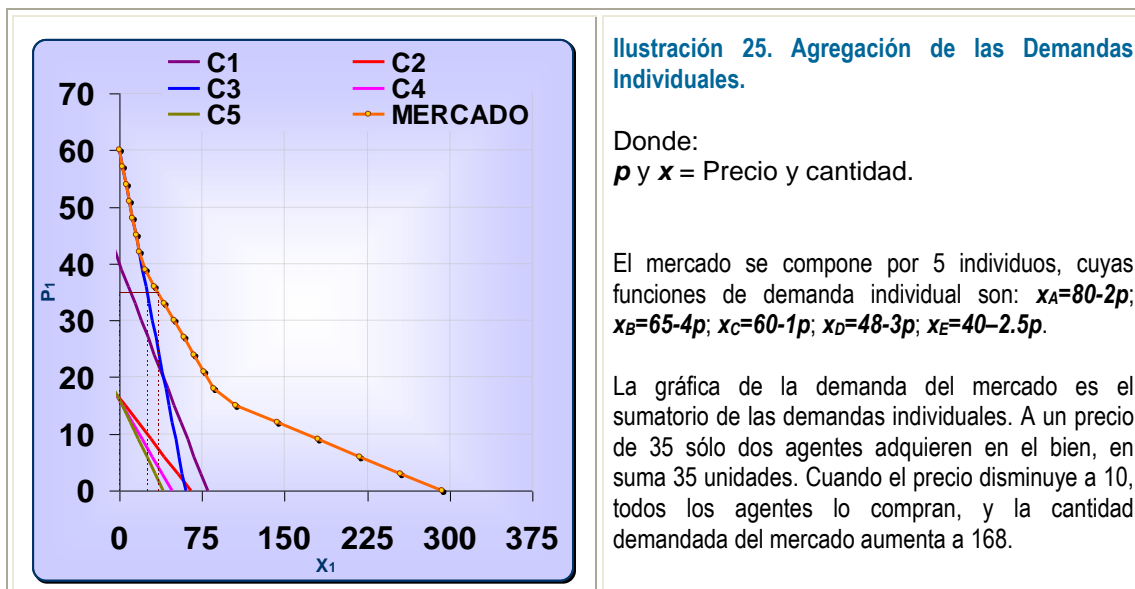 C1
C2
C3
C4
C5
MERCADO
70
60
50
40
30
20
10
0
P1
0 75 150 225 300 375
X1
Ilustración 25. Agregación de las Demandas
Individuales.
Donde:
p y x = Precio y cantidad.
El mercado se compone por 5 individuos, cuyas
funciones de demanda individual son: xA=80-2p;
xB=65-4p; xC=60-1p; xD=48-3p; xE=40–2.5p.
La gráfica de la demanda del mercado es el
sumatorio de las demandas individuales. A un precio
de 35 sólo dos agentes adquieren en el bien, en
suma 35 unidades. Cuando el precio disminuye a 10,
todos los agentes lo compran, y la cantidad
demandada del mercado aumenta a 168.